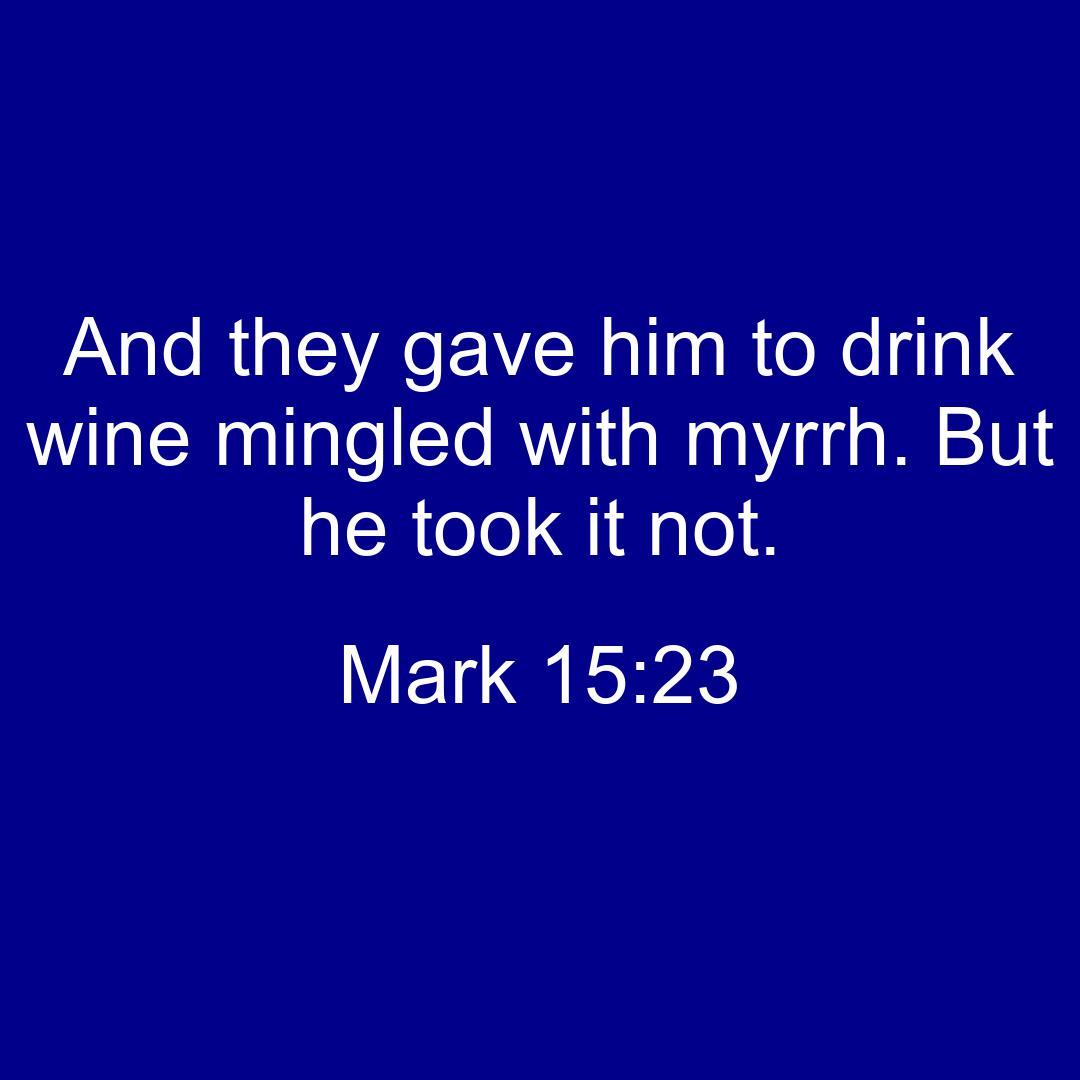 And they gave him to drink
wine mingled with myrrh. But
he took it not.
Mark 15:23